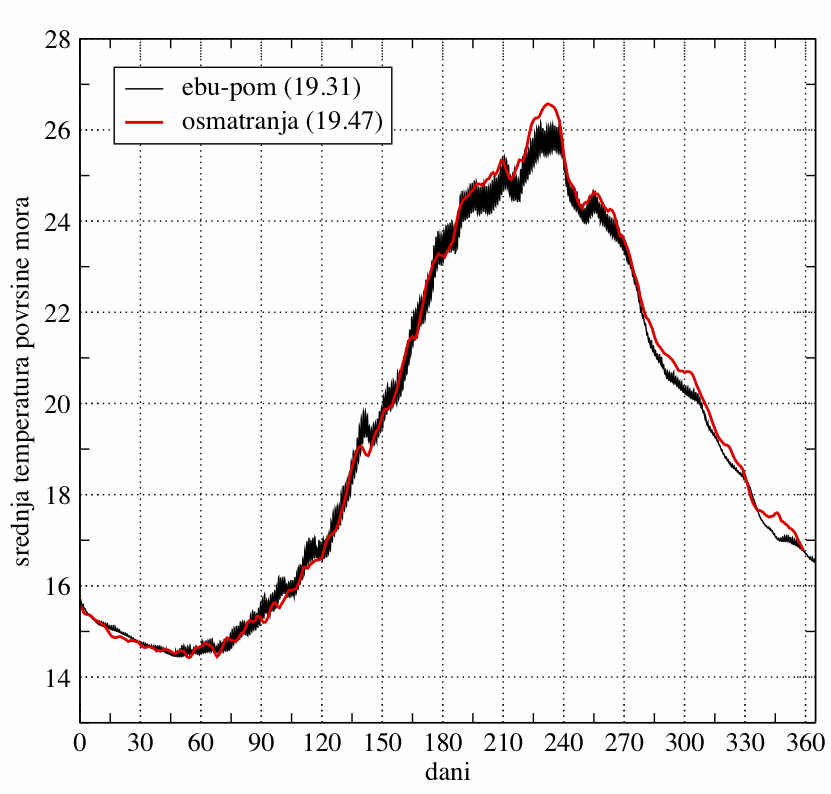 28
26
24
22
20
18
16
14
srednja temperatura povrsine mora
ebu-pom (19.31)
osmatranja (19.47)
0 30 60 90 120 150 180 210 240 270 300 330 360
dani